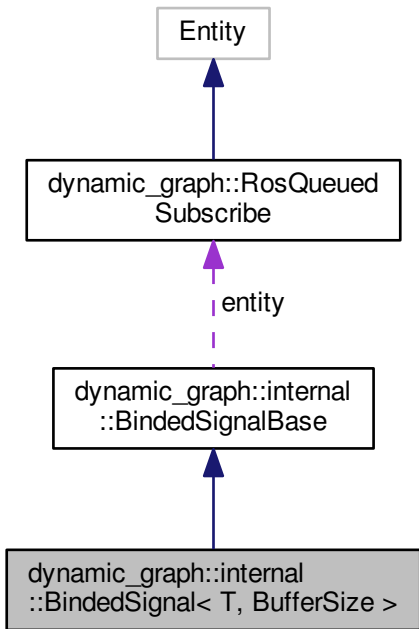 Entity
dynamic_graph::RosQueued
Subscribe
entity
dynamic_graph::internal
::BindedSignalBase
dynamic_graph::internal
::BindedSignal< T, BufferSize >